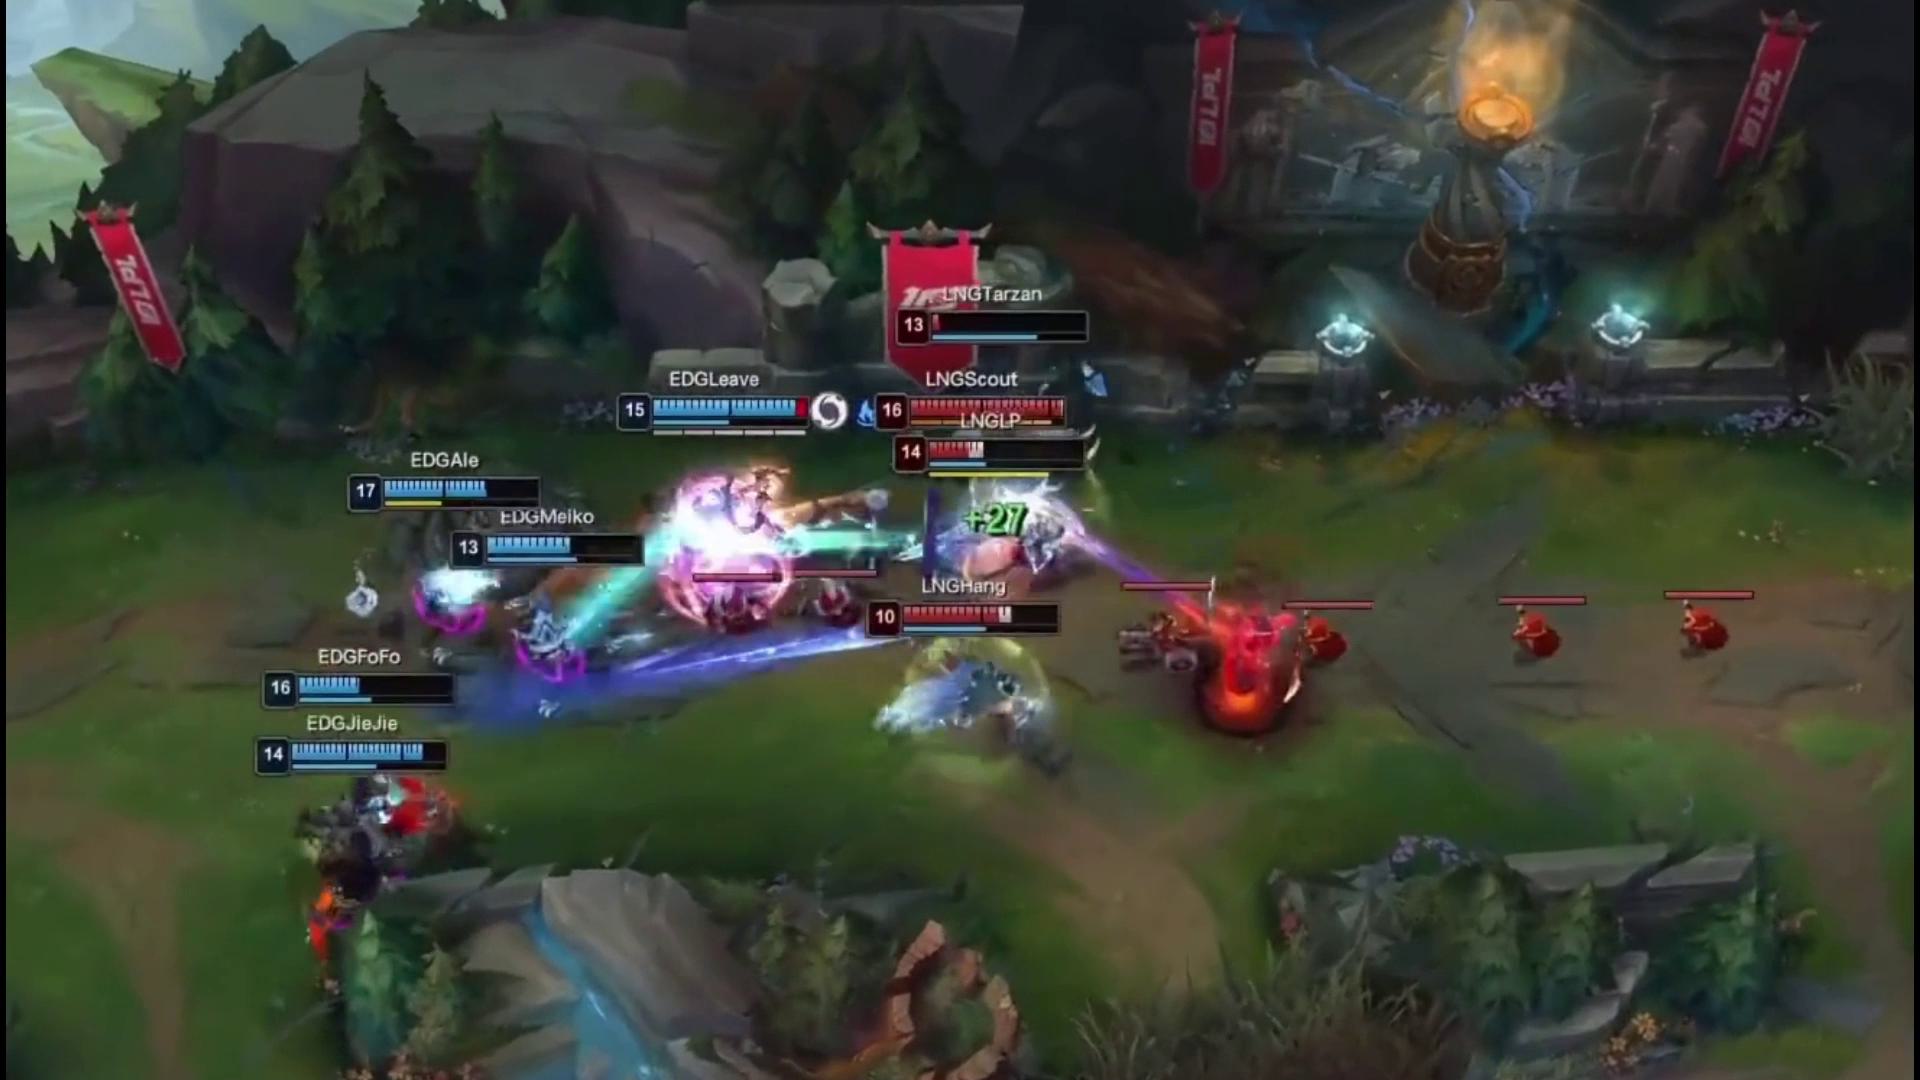 LPL
LPL
LPL
LNGTarzan
13
EDGLeave
15
LNGScout
16
LNGLP
14
EDGAle
17
EDGMeiko
13
+27
LNGHang
10
EDGFoFo
16
EDGJieJie
14